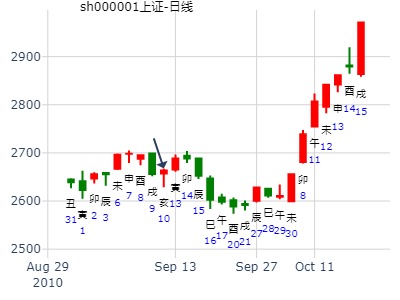 sh000001上证-日线
2900
2800
2700
2600
2500
丑 寅 卯 辰 未 申 酉 戌 亥 寅 卯 辰 巳 午 酉 戌 辰 巳 午 未 卯 午 未 申 酉 戌
31 1 2 3 6 7 8 9 10 13 14 15 16 17 20 21 27 28 29 30 8 11 12 13 14 15
Aug 29 Sep 13 Sep 27 Oct 11
2010